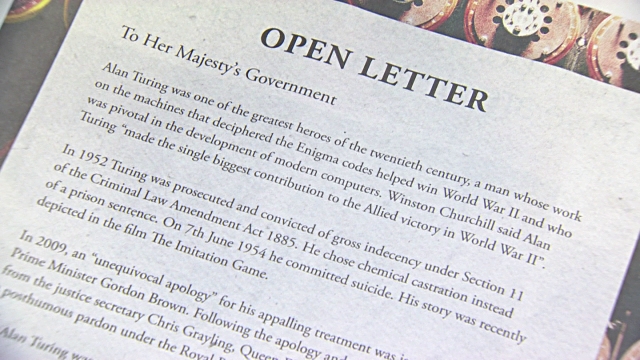 OPEN LETTER
To Her Majesty's Government
Alan Turing was one of the greatest heroes of the twentieth century, a man whose work
on the machines that deciphered the Enigma codes helped win World War II and who
was pivotal in the development of modern computers. Winston Churchill said Alan
Turing "made the single biggest contribution to the Allied victory in World War II".
In 1952 Turing was prosecuted and convicted of gross indecency under Section 11
of the Criminal Law Amendment Act 1885. He chose chemical castration instead
of a prison sentence. On 7th June 1954 he committed suicide. His story was recently
depicted in the film The Imitation Game.
In 2009, an "unequivocal apology" for his appalling treatment was
Prime Minister Gordon Brown. Following the apology and
from the justice secretary Chris Grayling, Queen
posthumous pardon under the Royal
Alan Turing